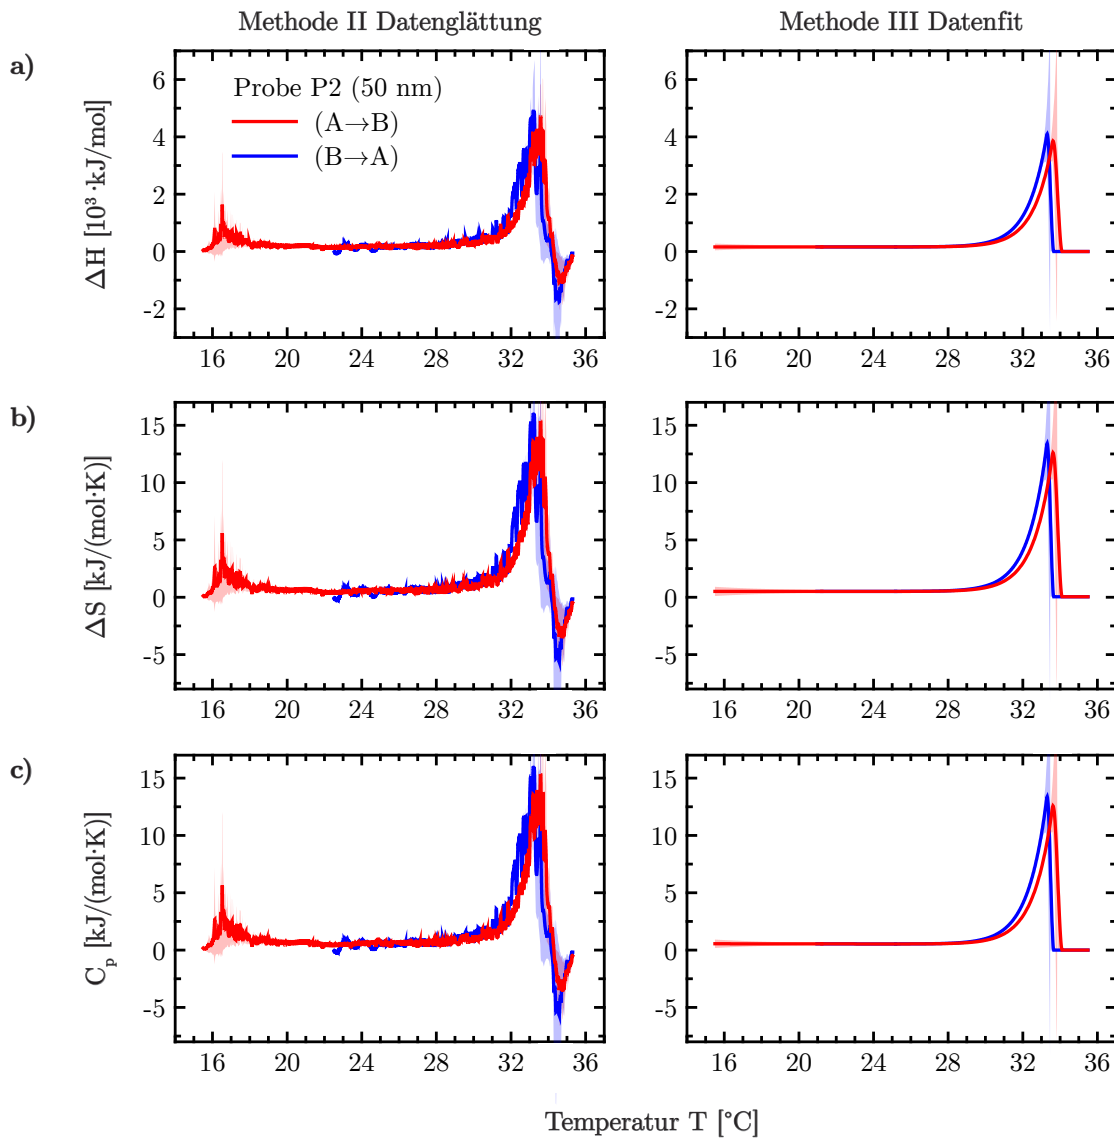 Methode II Datenglättung
Methode III Datenfit
a)
ΔH [10³·kJ/mol]
Probe P2 (50 nm)
(A→B)
(B→A)
6
4
2
0
-2
16 20 24 28 32 36
6
4
2
0
-2
16 20 24 28 32 36
b)
ΔS [kJ/(mol·K)]
15
10
5
0
-5
16 20 24 28 32 36
15
10
5
0
-5
16 20 24 28 32 36
c)
C_p [kJ/(mol·K)]
15
10
5
0
-5
16 20 24 28 32 36
15
10
5
0
-5
16 20 24 28 32 36
Temperatur T [°C]